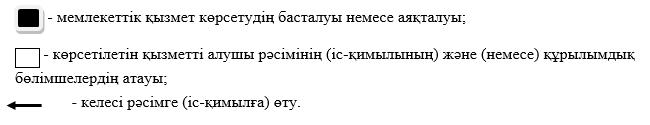 - мемлекеттік қызмет көрсетудің басталуы немесе аяқталуы;
- көрсетілетін қызметті алушы рәсімінің (іс-қимылының) және (немесе) құрылымдық
бөлімшелердің атауы;
- келесі рәсімге (іс-қимылға) өту.